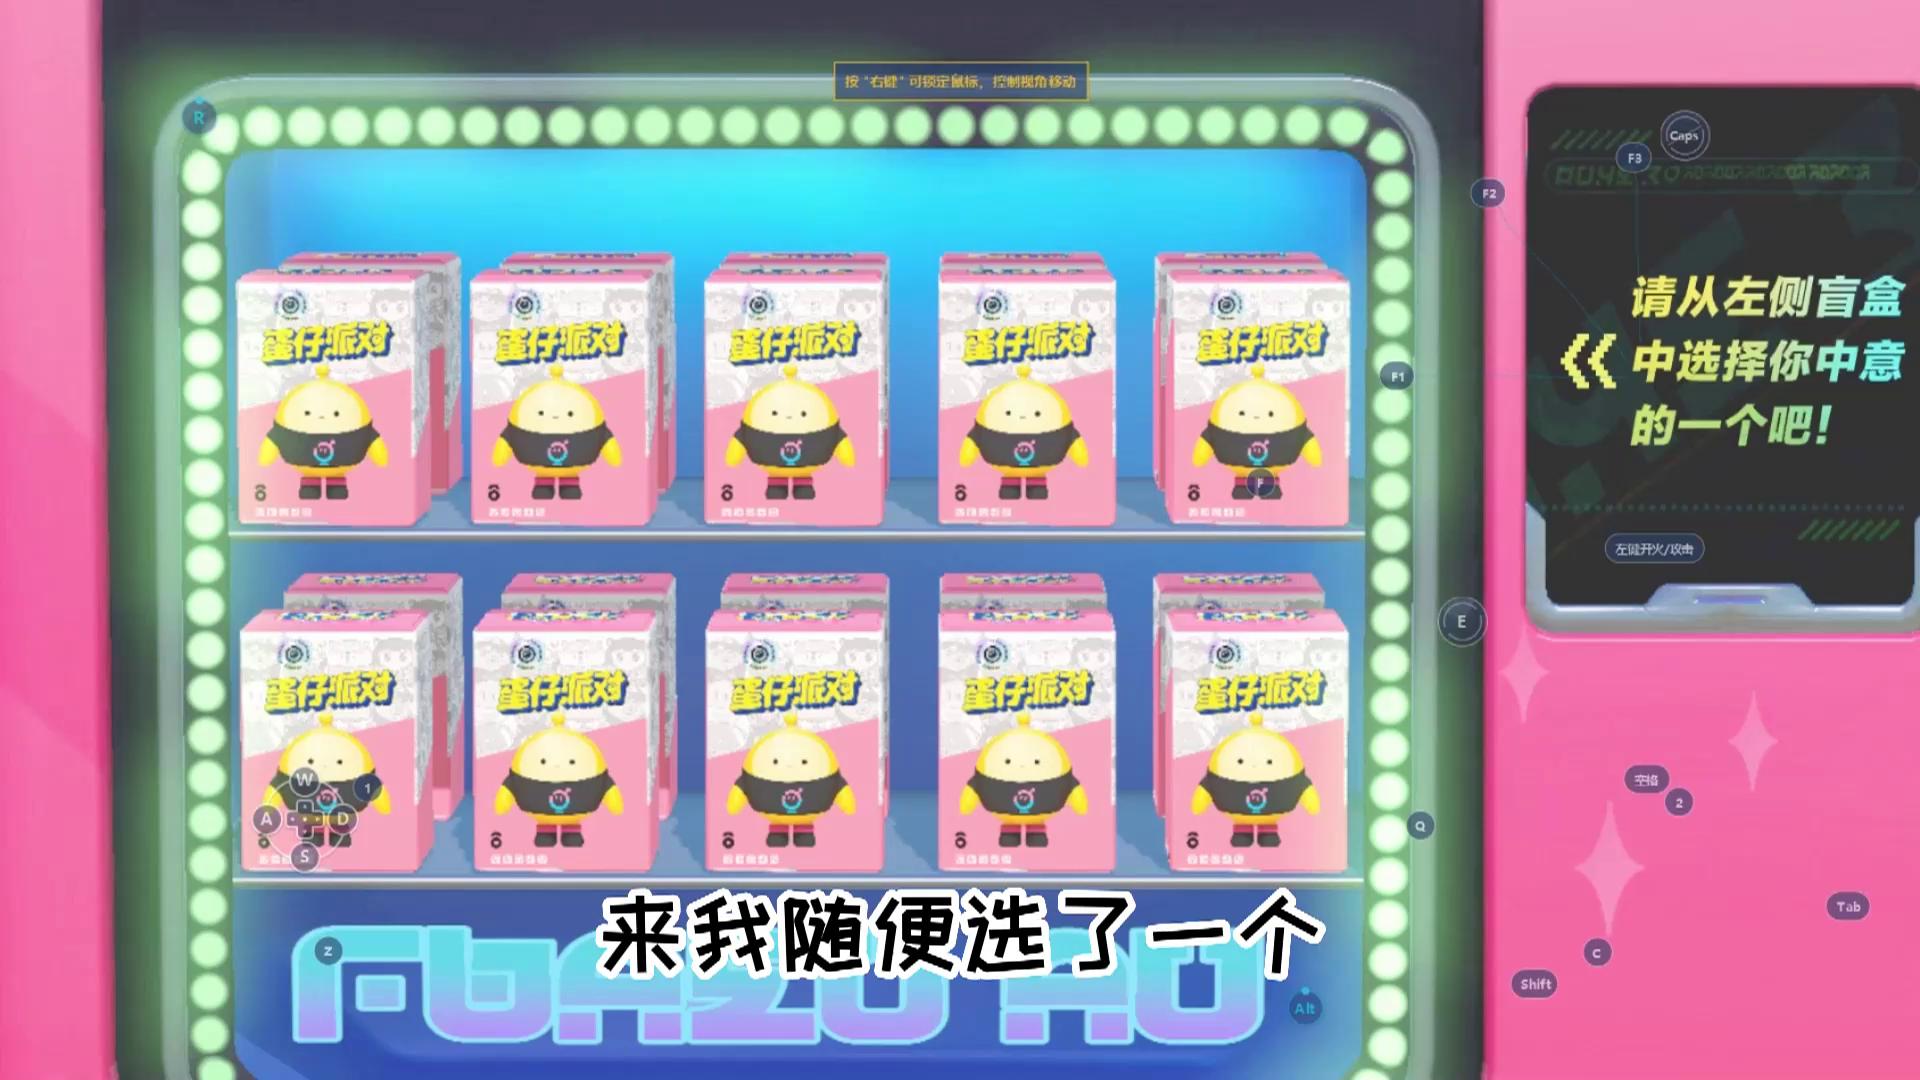 按 "右键" 可锁定鼠标, 控制视角移动
R
Caps
F3
F2
请从左侧盲盒
中选择你中意
的一个吧!
F1
蛋仔派对
蛋仔派对
蛋仔派对
蛋仔派对
蛋仔派对
F
左键开火/攻击
E
蛋仔派对
蛋仔派对
蛋仔派对
蛋仔派对
蛋仔派对
W
1
A
D
S
空格
2
Q
Tab
来我随便选了一个
Z
C
Shift
Alt